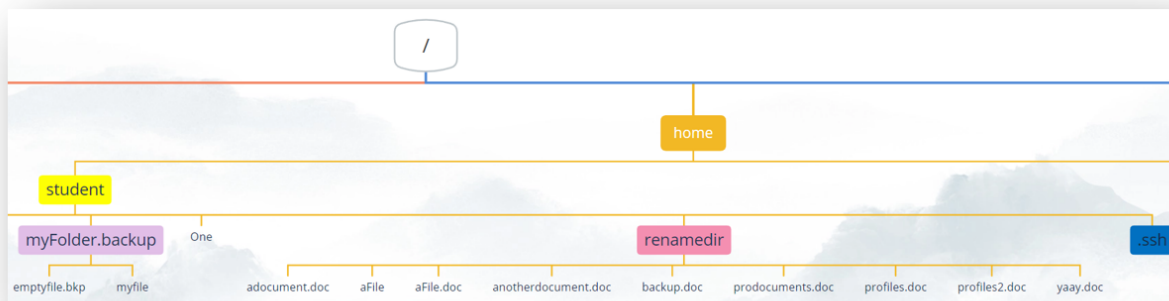 /
home
student
myFolder.backup
One
renamedir
.ssh
emptyfile.bkp
myfile
adocument.doc
aFile
aFile.doc
anotherdocument.doc
backup.doc
prodocuments.doc
profiles.doc
profiles2.doc
yaay.doc